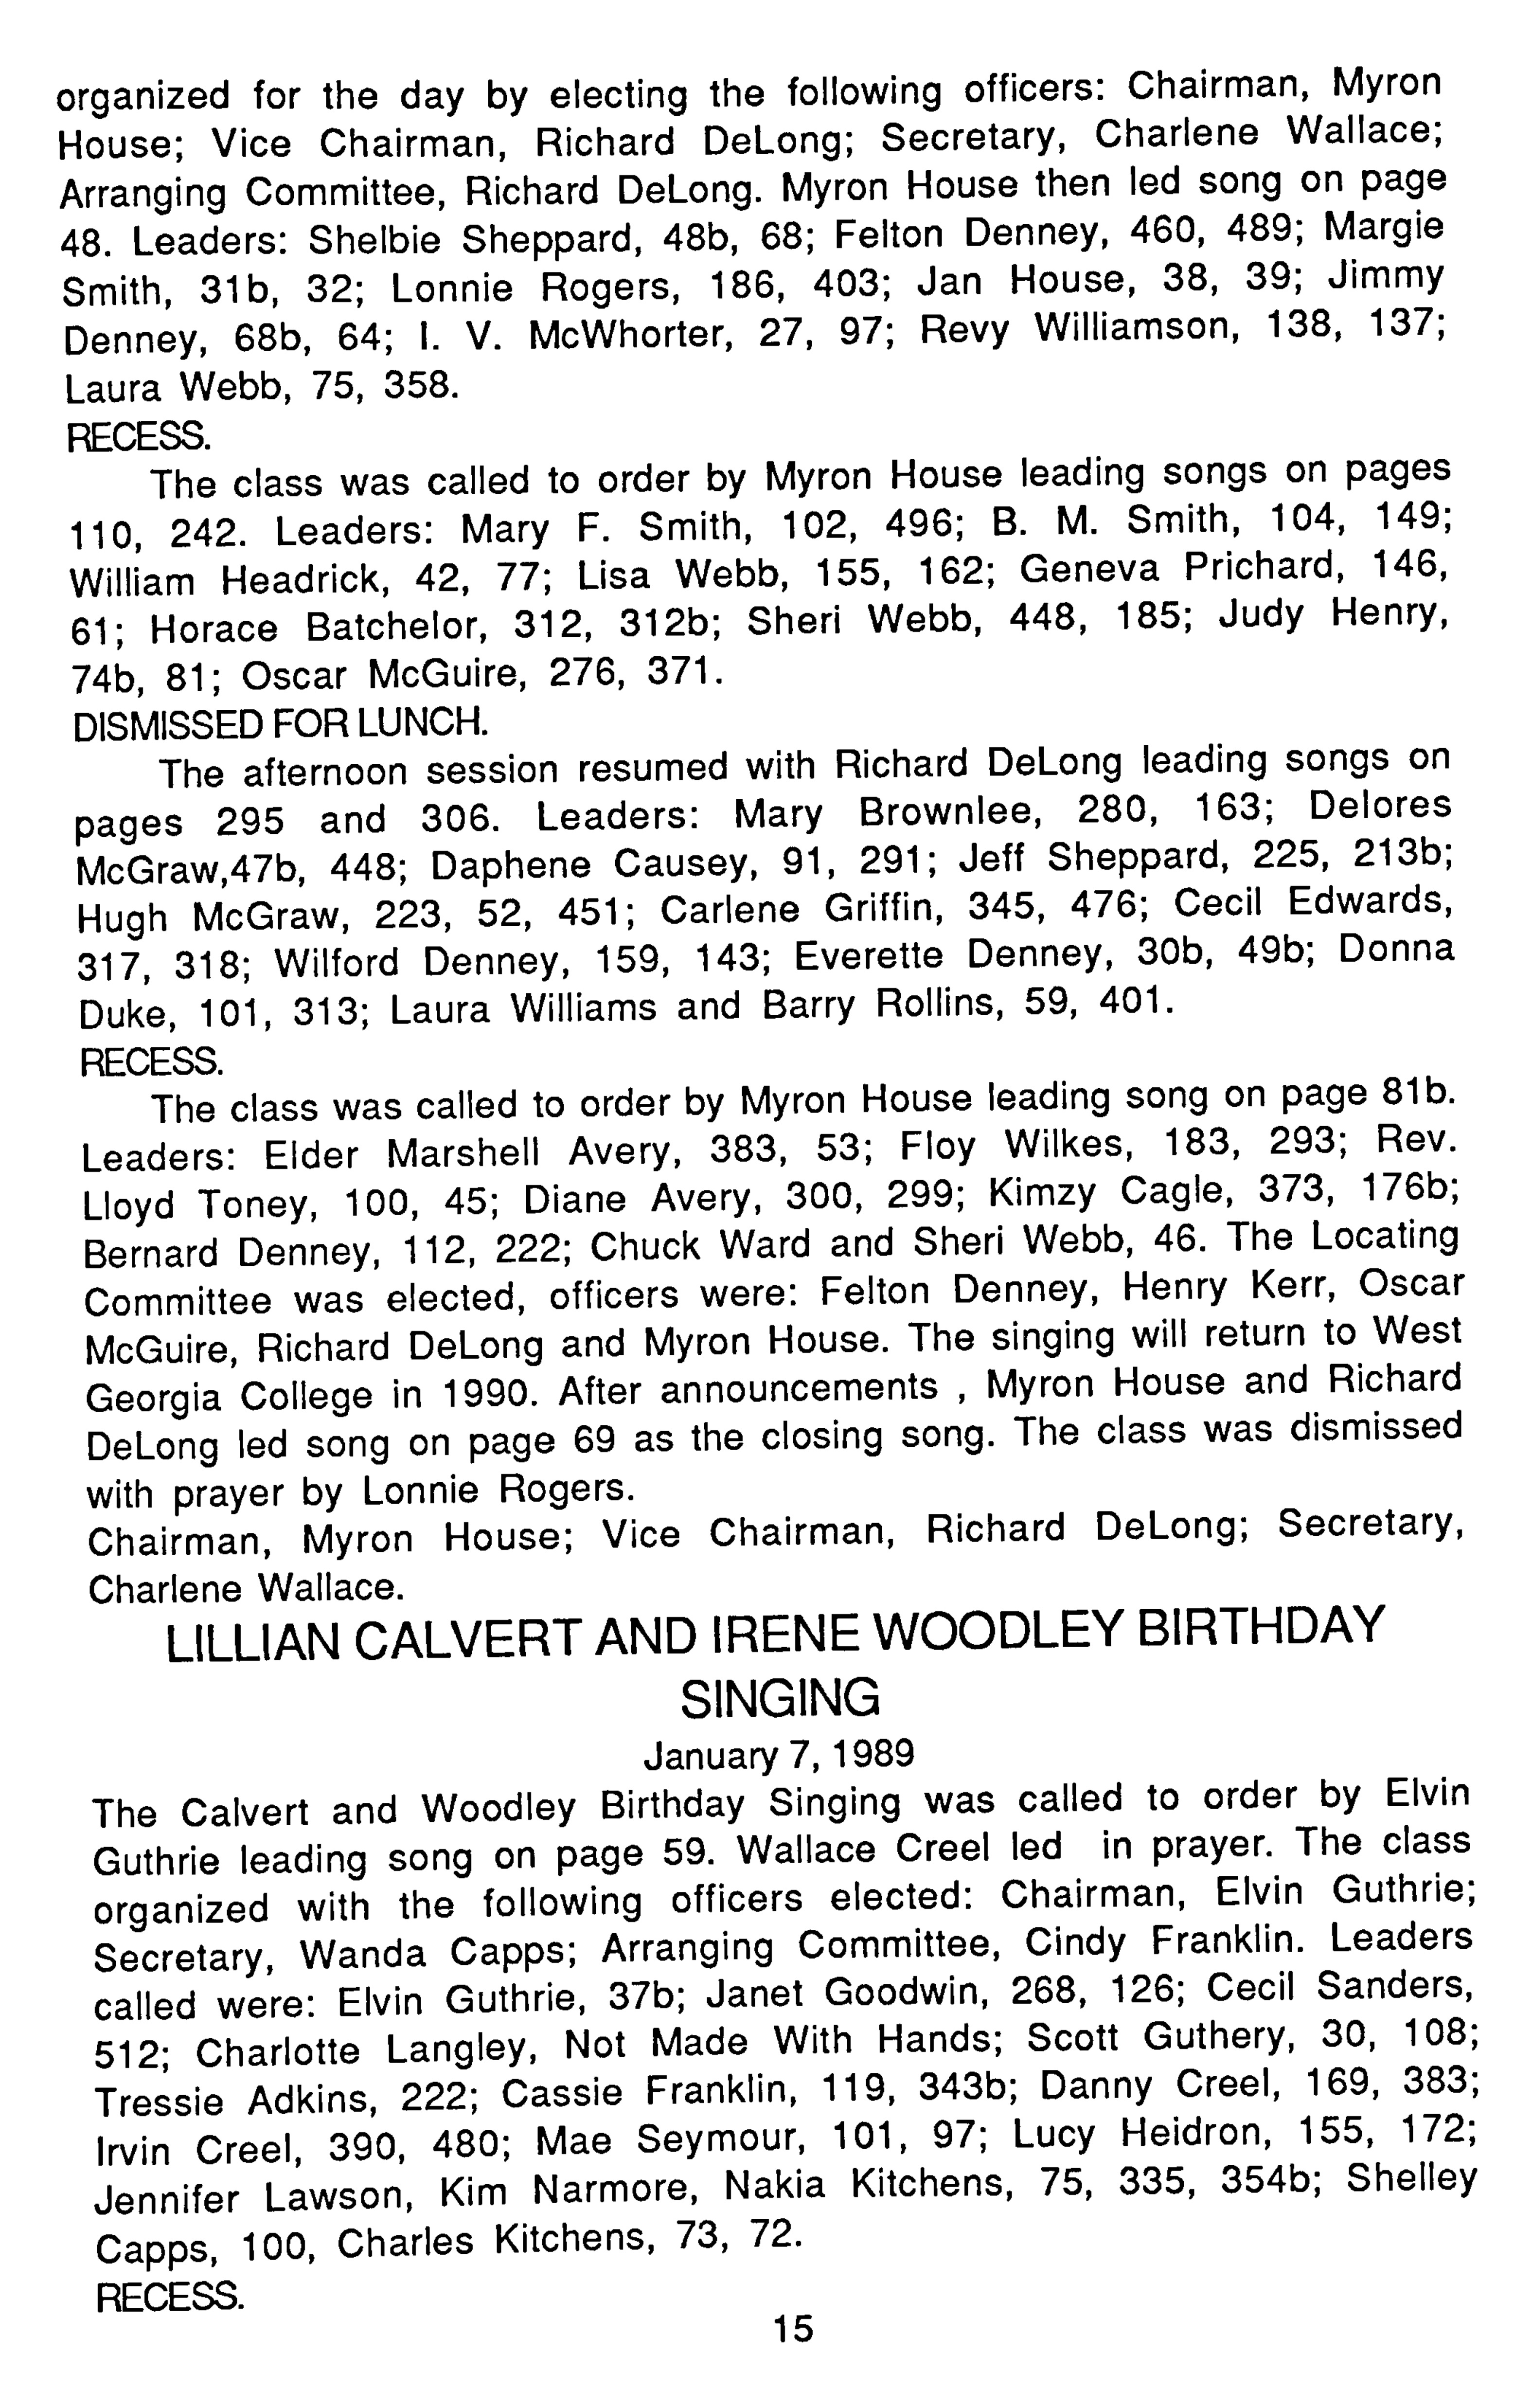 organized for the day by electing the following officers: Chairman, Myron
House; Vice Chairman, Richard DeLong; Secretary, Charlene Wallace;
Arranging Committee, Richard DeLong. Myron House then led song on page
48. Leaders: Shelbie Sheppard, 48b, 68; Felton Denney, 460, 489; Margie
Smith, 31b, 32; Lonnie Rogers, 186, 403; Jan House, 38, 39; Jimmy
Denney, 68b, 64; I. V. McWhorter, 27, 97; Revy Williamson, 138, 137;
Laura Webb, 75, 358.
RECESS.
The class was called to order by Myron House leading songs on pages
110, 242. Leaders: Mary F. Smith, 102, 496; B. M. Smith, 104, 149;
William Headrick, 42, 77; Lisa Webb, 155, 162; Geneva Prichard, 146,
61; Horace Batchelor, 312, 312b; Sheri Webb, 448, 185; Judy Henry,
74b, 81; Oscar McGuire, 276, 371.
DISMISSED FOR LUNCH.
The afternoon session resumed with Richard DeLong leading songs on
pages 295 and 306. Leaders: Mary Brownlee, 280, 163; Delores
McGraw,47b, 448; Daphene Causey, 91, 291; Jeff Sheppard, 225, 213b;
Hugh McGraw, 223, 52, 451; Carlene Griffin, 345, 476; Cecil Edwards,
317, 318; Wilford Denney, 159, 143; Everette Denney, 30b, 49b; Donna
Duke, 101, 313; Laura Williams and Barry Rollins, 59, 401.
RECESS.
The class was called to order by Myron House leading song on page 81b.
Leaders: Elder Marshell Avery, 383, 53; Floy Wilkes, 183, 293; Rev.
Lloyd Toney, 100, 45; Diane Avery, 300, 299; Kimzy Cagle, 373, 176b;
Bernard Denney, 112, 222; Chuck Ward and Sheri Webb, 46. The Locating
Committee was elected, officers were: Felton Denney, Henry Kerr, Oscar
McGuire, Richard DeLong and Myron House. The singing will return to West
Georgia College in 1990. After announcements , Myron House and Richard
DeLong led song on page 69 as the closing song. The class was dismissed
with prayer by Lonnie Rogers.
Chairman, Myron House; Vice Chairman, Richard DeLong; Secretary,
Charlene Wallace.
LILLIAN CALVERT AND IRENE WOODLEY BIRTHDAY
SINGING
January 7, 1989
The Calvert and Woodley Birthday Singing was called to order by Elvin
Guthrie leading song on page 59. Wallace Creel led in prayer. The class
organized with the following officers elected: Chairman, Elvin Guthrie;
Secretary, Wanda Capps; Arranging Committee, Cindy Franklin. Leaders
called were: Elvin Guthrie, 37b; Janet Goodwin, 268, 126; Cecil Sanders,
512; Charlotte Langley, Not Made With Hands; Scott Guthery, 30, 108;
Tressie Adkins, 222; Cassie Franklin, 119, 343b; Danny Creel, 169, 383;
Irvin Creel, 390, 480; Mae Seymour, 101, 97; Lucy Heidron, 155, 172;
Jennifer Lawson, Kim Narmore, Nakia Kitchens, 75, 335, 354b; Shelley
Capps, 100, Charles Kitchens, 73, 72.
RECESS.
15